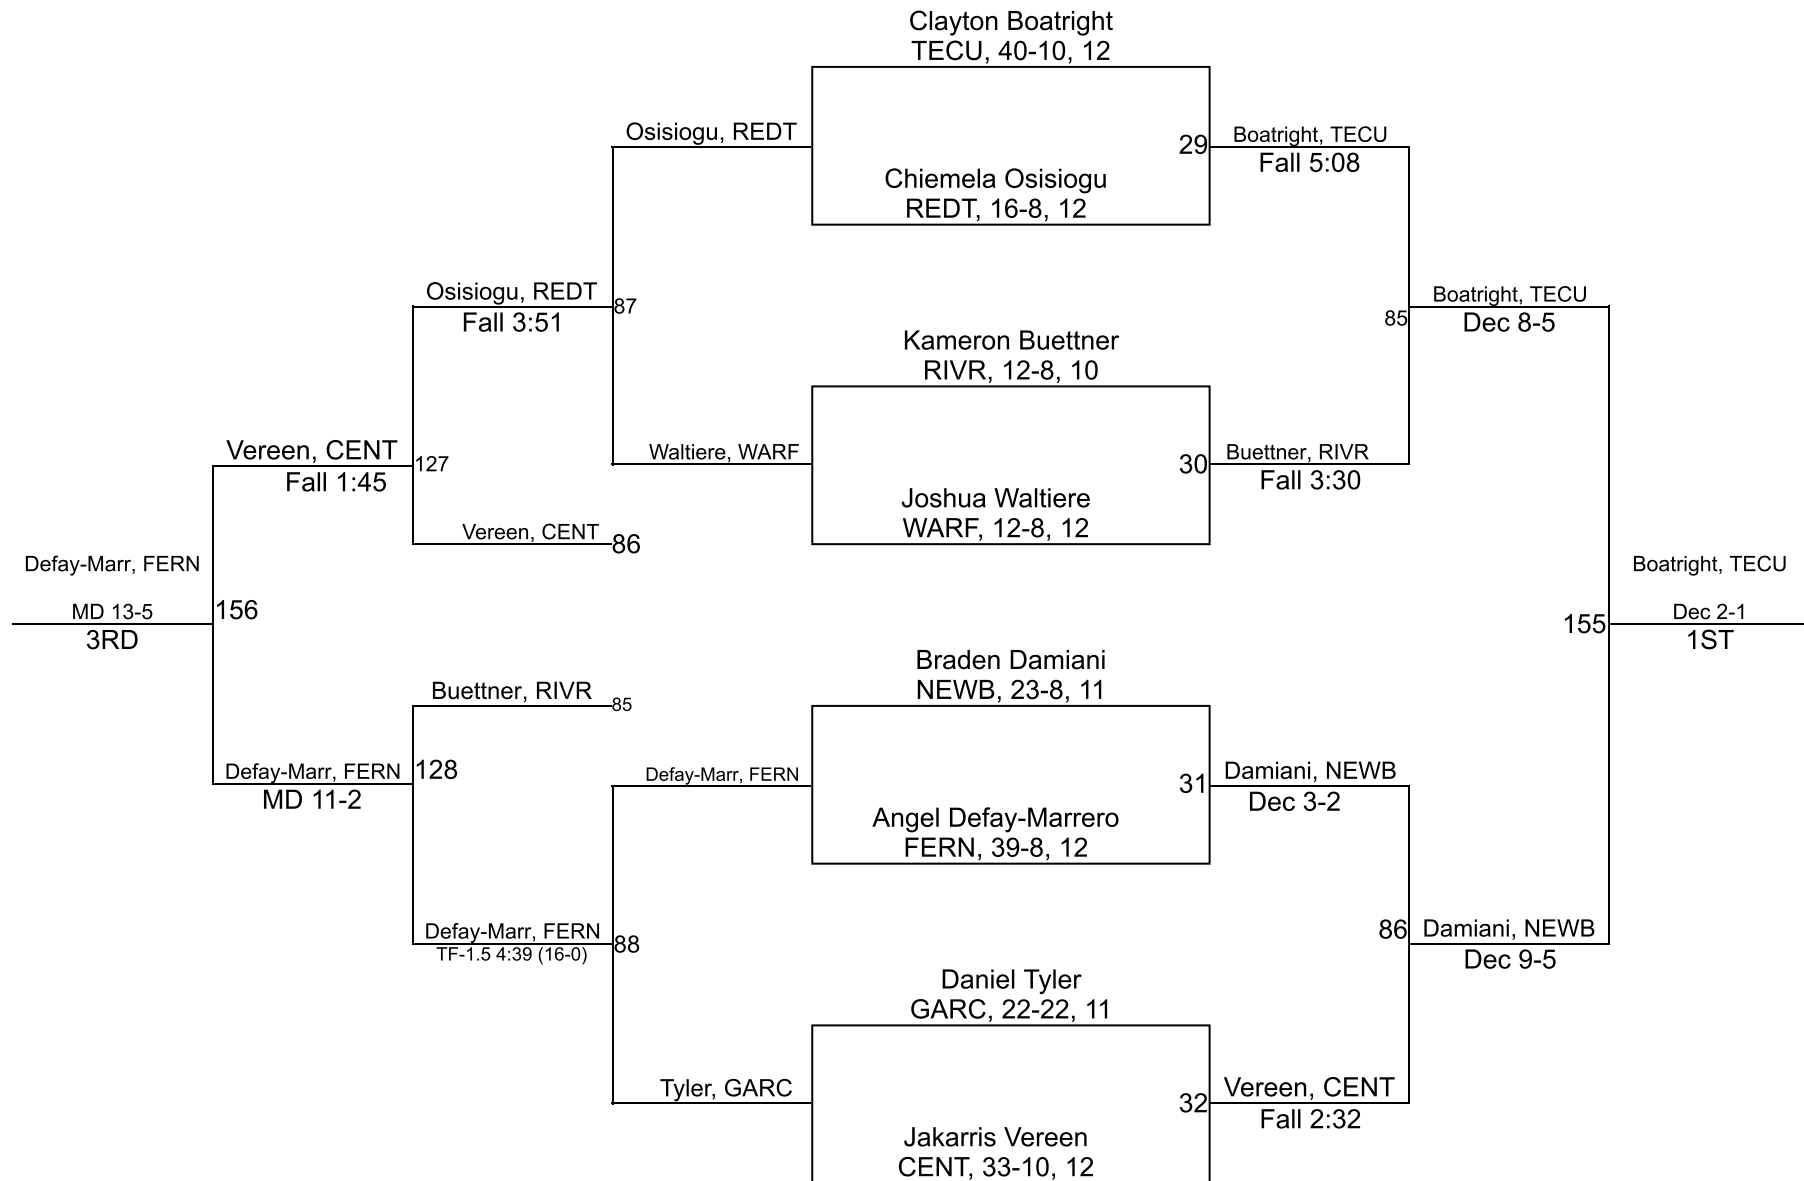 Clayton Boatright
TECU, 40-10, 12
Osisiogu, REDT
29
Boatright, TECU
Fall 5:08
Chiemela Osisiogu
REDT, 16-8, 12
Osisiogu, REDT
Fall 3:51
87
Boatright, TECU
Dec 8-5
85
Kameron Buettner
RIVR, 12-8, 10
Vereen, CENT
Fall 1:45
127
Waltiere, WARF
30
Buettner, RIVR
Fall 3:30
Joshua Waltiere
WARF, 12-8, 12
Vereen, CENT
86
Defay-Marr, FERN
MD 13-5
3RD
156
Boatright, TECU
Dec 2-1
1ST
155
Braden Damiani
NEWB, 23-8, 11
Buettner, RIVR
85
Defay-Marr, FERN
MD 11-2
128
Defay-Marr, FERN
31
Damiani, NEWB
Dec 3-2
Angel Defay-Marrero
FERN, 39-8, 12
Defay-Marr, FERN
TF-1.5 4:39 (16-0)
88
86
Damiani, NEWB
Dec 9-5
Daniel Tyler
GARC, 22-22, 11
Tyler, GARC
32
Vereen, CENT
Fall 2:32
Jakarris Vereen
CENT, 33-10, 12